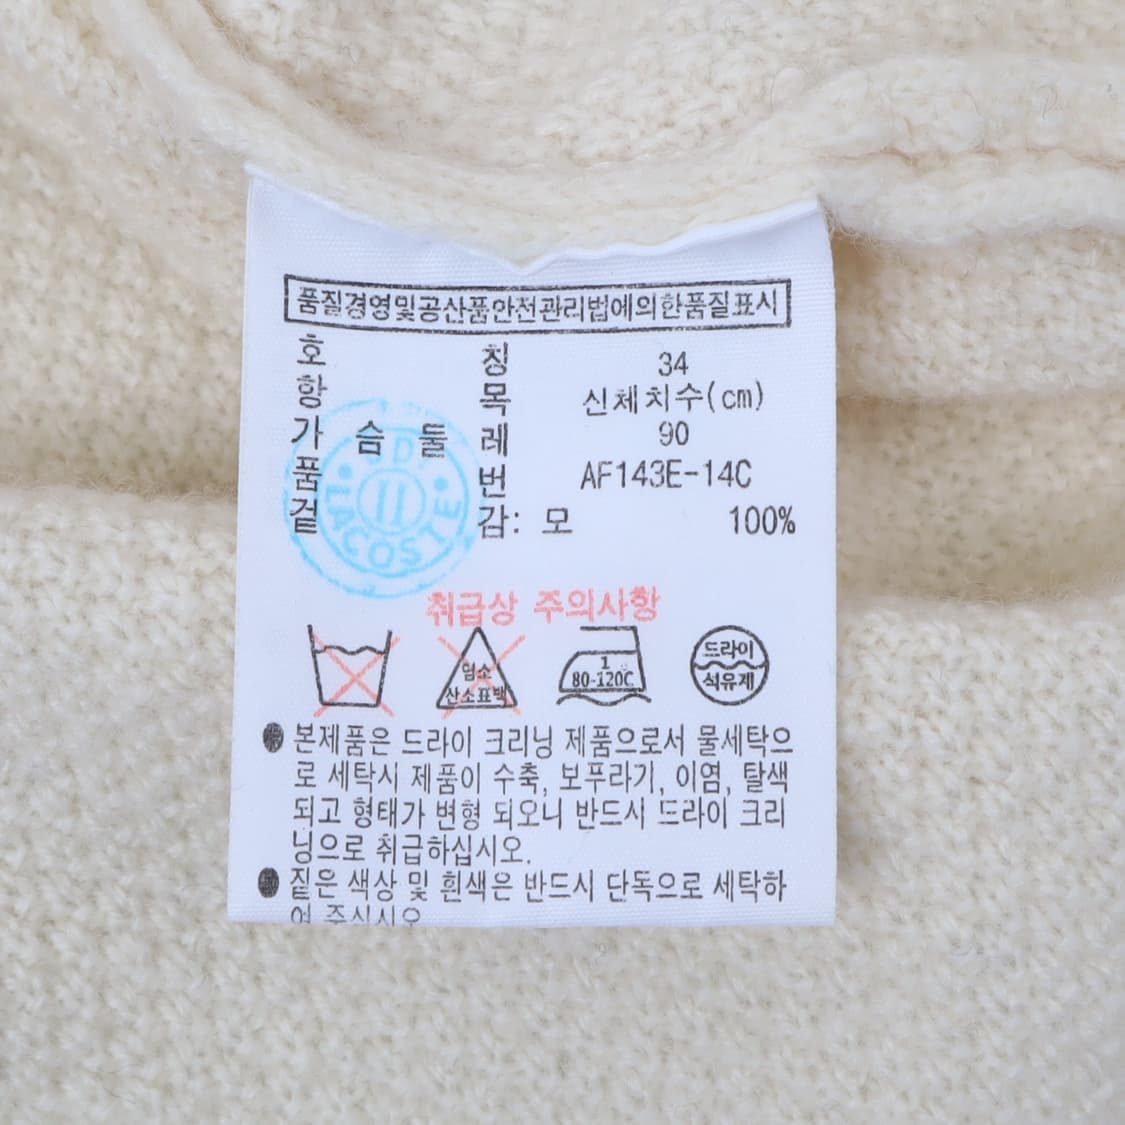 품질경영및공산품안전관리법에의한품질표시
호 칭 34
항 목 신체치수(cm)
가 슴 둘 레 90
품 번 AF143E-14C
겉 감: 모 100%
LACOSTE
취급상 주의사항
염소 산소표백
1 80-120C
드라이 석유제
● 본제품은 드라이 크리닝 제품으로서 물세탁으
로 세탁시 제품이 수축, 보푸라기, 이염, 탈색
되고 형태가 변형 되오니 반드시 드라이 크리
닝으로 취급하십시오.
● 짙은 색상 및 흰색은 반드시 단독으로 세탁하
여 주십시오